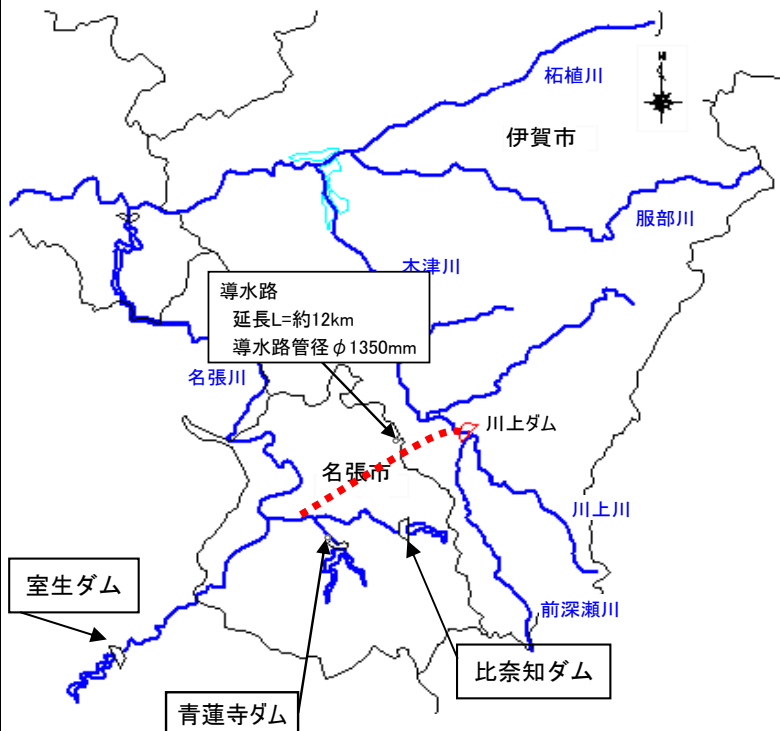 柘植川
N
伊賀市
服部川
木津川
導水路
延長L=約12km
導水路管径φ1350mm
名張川
川上ダム
名張市
川上川
室生ダム
前深瀬川
比奈知ダム
青蓮寺ダム